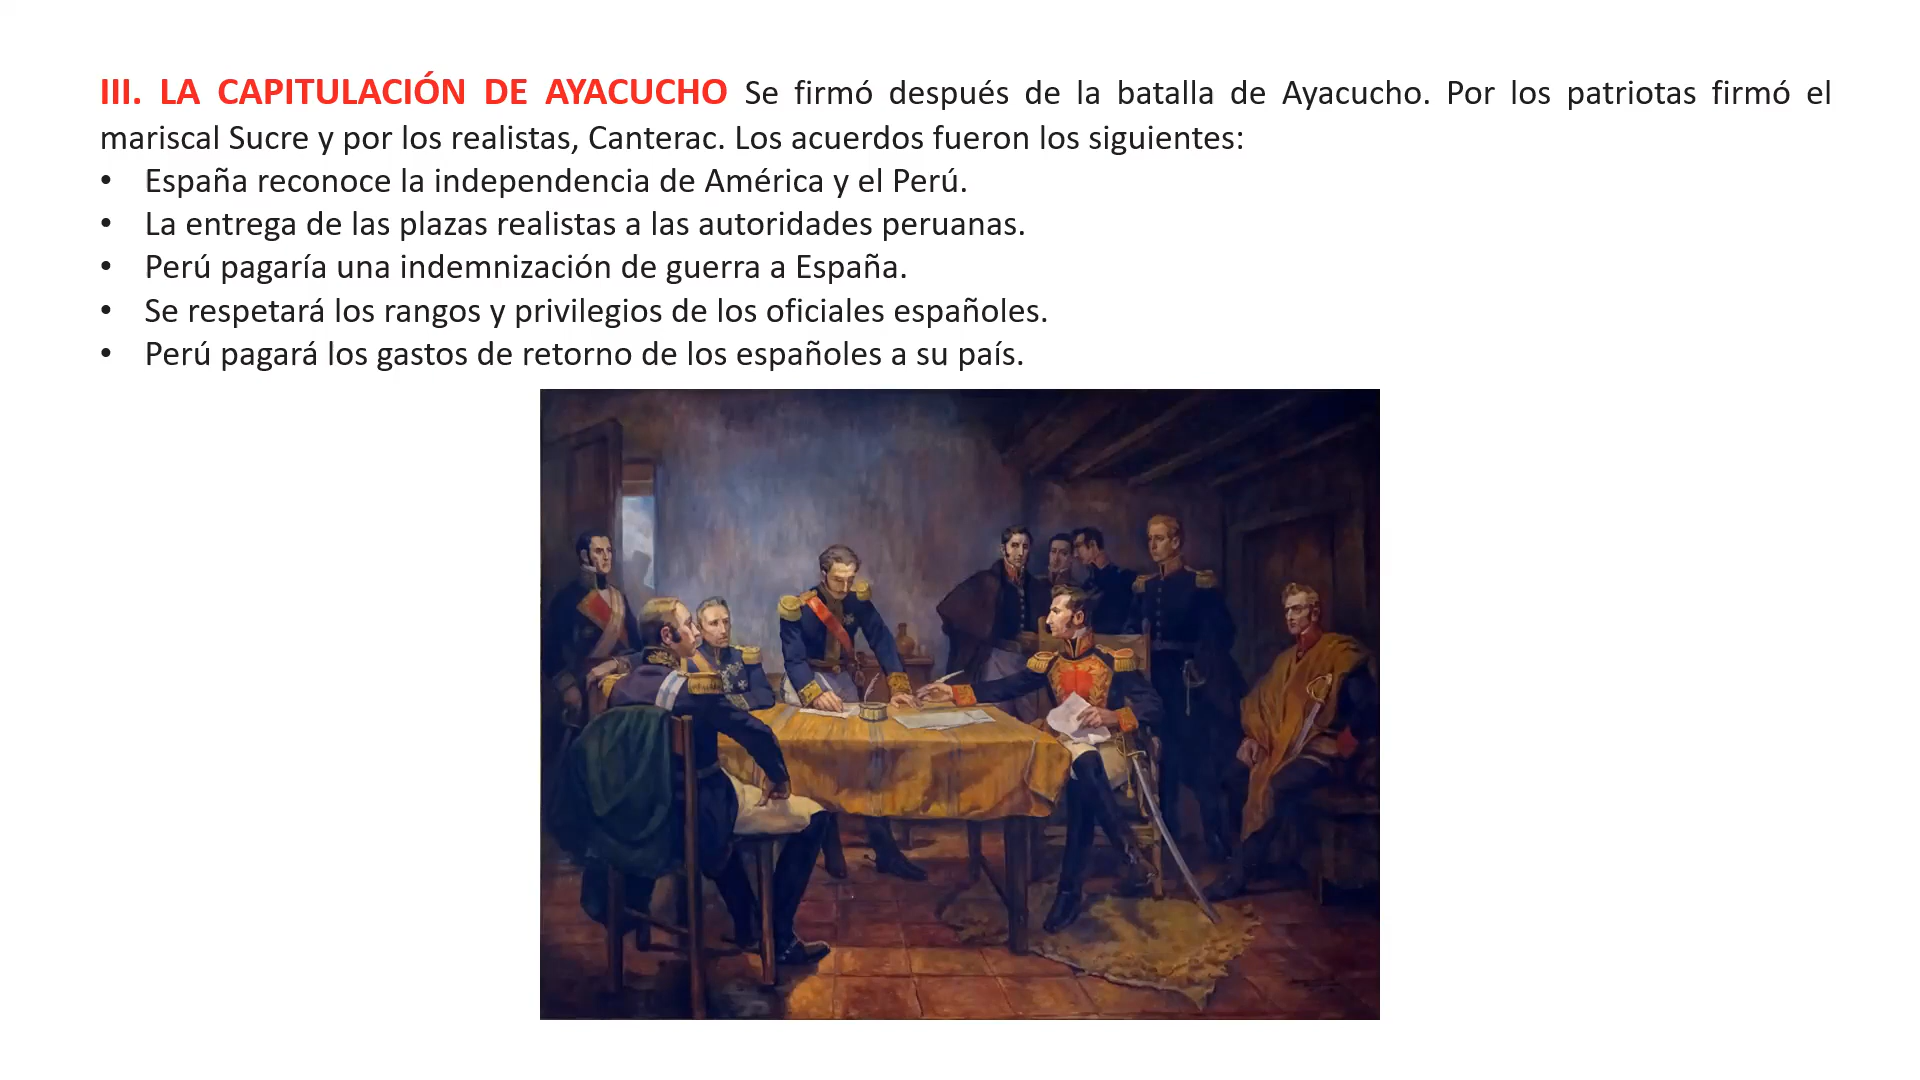 III. LA CAPITULACIÓN DE AYACUCHO Se firmó después de la batalla de Ayacucho. Por los patriotas firmó el
mariscal Sucre y por los realistas, Canterac. Los acuerdos fueron los siguientes:
• España reconoce la independencia de América y el Perú.
• La entrega de las plazas realistas a las autoridades peruanas.
• Perú pagaría una indemnización de guerra a España.
• Se respetará los rangos y privilegios de los oficiales españoles.
• Perú pagará los gastos de retorno de los españoles a su país.